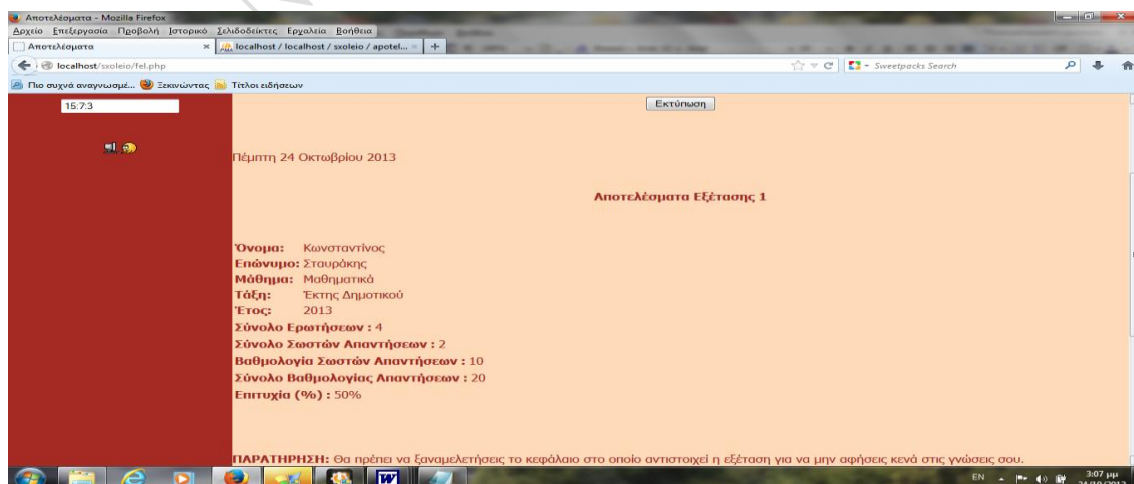 Αποτελέσματα - Mozilla Firefox
Αρχείο Επεξεργασία Προβολή Ιστορικό Σελιδοδείκτες Εργαλεία Βοήθεια
Αποτελέσματα × localhost / localhost / sxoleio / apotel... × +
localhost/sxoleio/fel.php Sweetpacks Search
Πιο συχνά αναγνωσμέ... Ξεκινώντας Τίτλοι ειδήσεων
15:7:3
Εκτύπωση
Πέμπτη 24 Οκτωβρίου 2013
Αποτελέσματα Εξέτασης 1
Όνομα: Κωνσταντίνος
Επώνυμο: Σταυράκης
Μάθημα: Μαθηματικά
Τάξη: Έκτης Δημοτικού
Έτος: 2013
Σύνολο Ερωτήσεων : 4
Σύνολο Σωστών Απαντήσεων : 2
Βαθμολογία Σωστών Απαντήσεων : 10
Σύνολο Βαθμολογίας Απαντήσεων : 20
Επιτυχία (%) : 50%
ΠΑΡΑΤΗΡΗΣΗ: Θα πρέπει να ξαναμελετήσεις το κεφάλαιο στο οποίο αντιστοιχεί η εξέταση για να μην αφήσεις κενά στις γνώσεις σου.
EN 3:07 μμ
24/10/2013